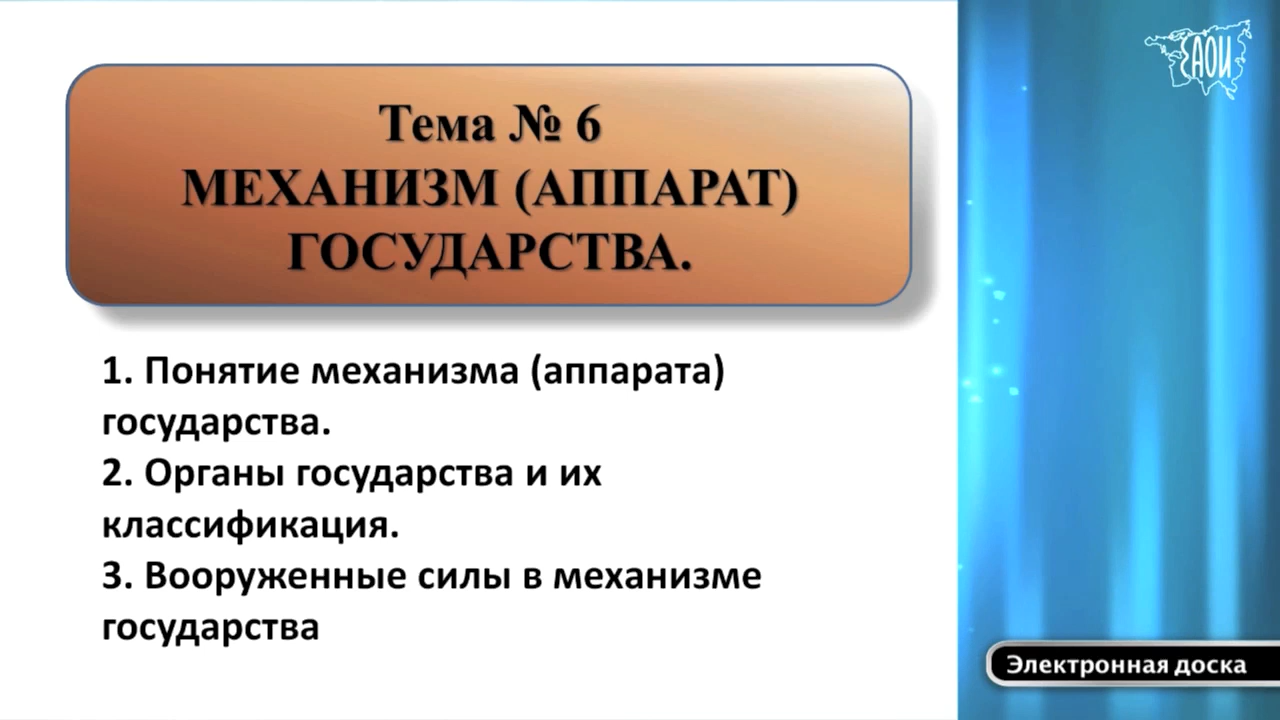 ЕАОИ
Тема № 6
МЕХАНИЗМ (АППАРАТ)
ГОСУДАРСТВА.
1. Понятие механизма (аппарата)
государства.
2. Органы государства и их
классификация.
3. Вооруженные силы в механизме
государства
Электронная доска